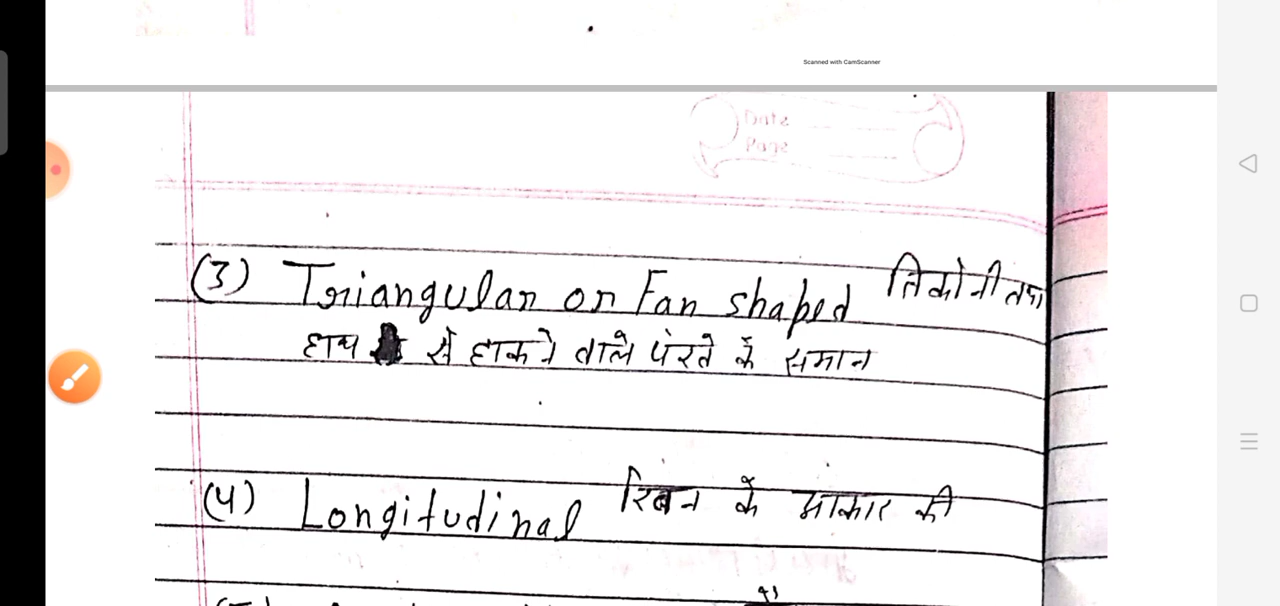 Scanned with CamScanner
Date
Page
(3) Triangular or Fan shaped तिकोनी तथा
हाथ से हाकने वाले पंखे के समान
(4) Longitudinal रिबन के आकार की